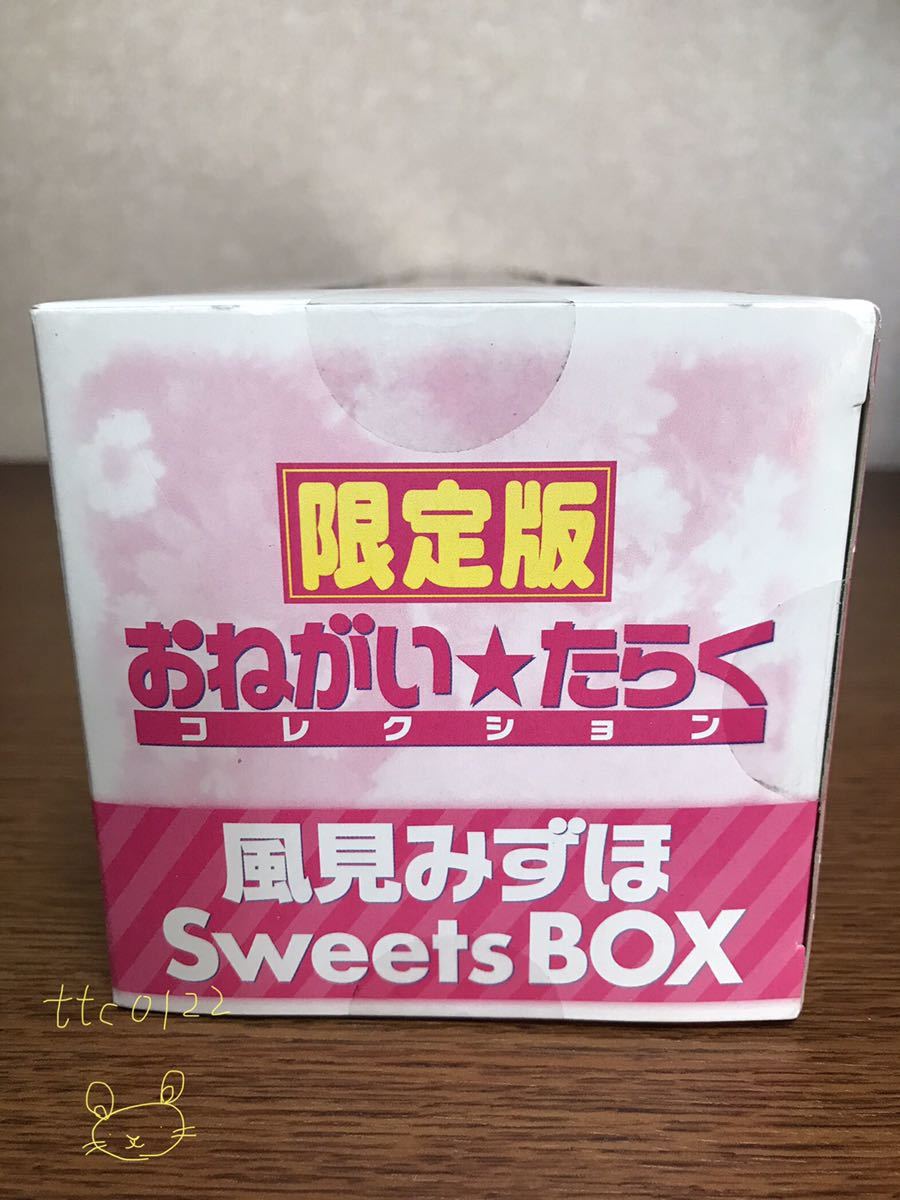 限定版
おねがい★たらく
コレクション
風見みずほ
Sweets BOX
ttc0122